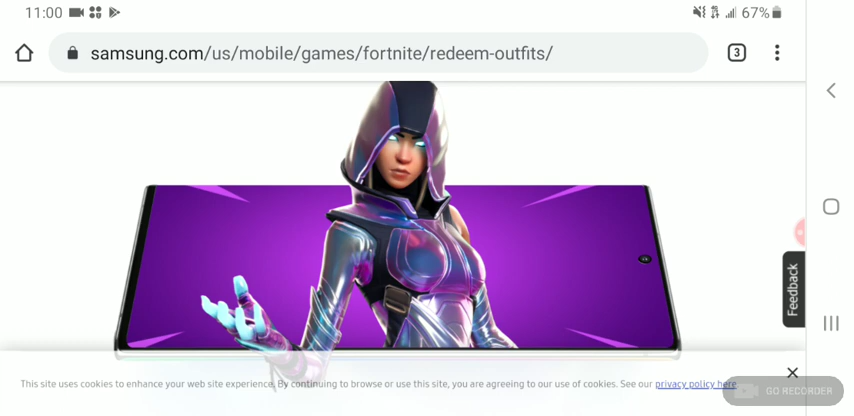 11:00
67%
samsung.com/us/mobile/games/fortnite/redeem-outfits/
3
Feedback
This site uses cookies to enhance your web site experience. By continuing to browse or use this site, you are agreeing to our use of cookies. See our privacy policy here
GO RECORDER